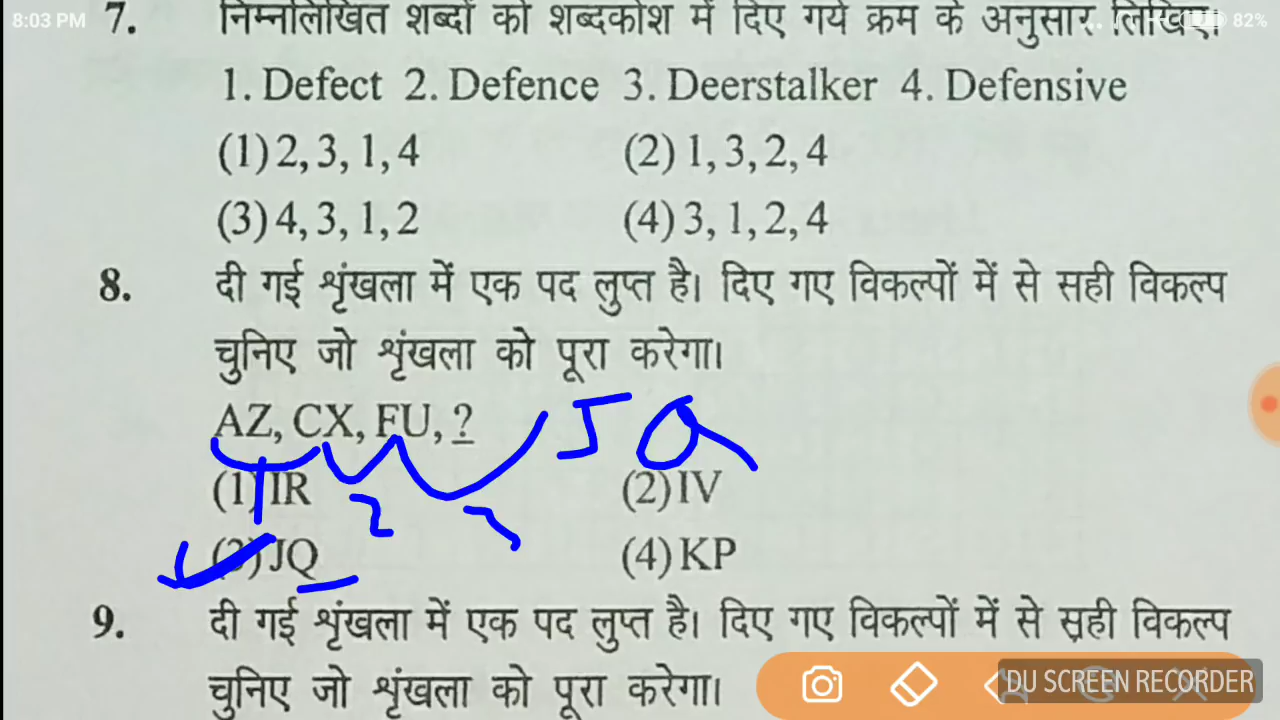 8:03 PM
82%
7. निम्नलिखित शब्दों को शब्दकोश में दिए गये क्रम के अनुसार लिखिए।
1. Defect 2. Defence 3. Deerstalker 4. Defensive
(1) 2, 3, 1, 4 (2) 1, 3, 2, 4
(3) 4, 3, 1, 2 (4) 3, 1, 2, 4
8. दी गई शृंखला में एक पद लुप्त है। दिए गए विकल्पों में से सही विकल्प
चुनिए जो शृंखला को पूरा करेगा।
AZ, CX, FU, ? J Q
(1) IR (2) IV
2
(3) JQ (4) KP
9. दी गई शृंखला में एक पद लुप्त है। दिए गए विकल्पों में से सही विकल्प
चुनिए जो शृंखला को पूरा करेगा।
DU SCREEN RECORDER